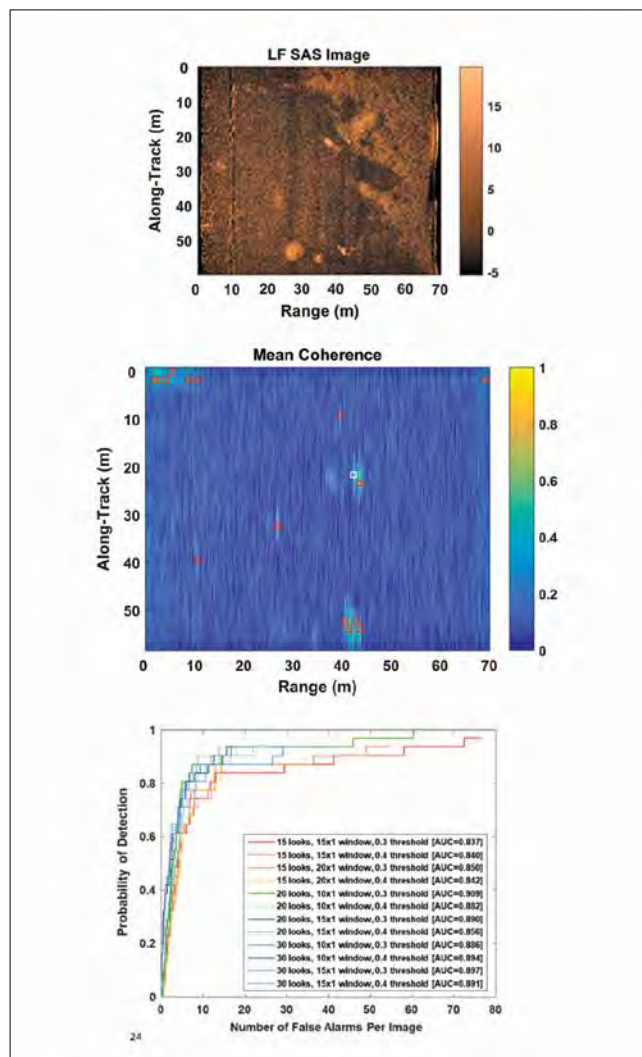 LF SAS Image
Along-Track (m)
0
10
20
30
40
50
0 10 20 30 40 50 60 70
Range (m)
15
10
5
0
-5
Mean Coherence
Along-Track (m)
0
10
20
30
40
50
0 10 20 30 40 50 60 70
Range (m)
1
0.8
0.6
0.4
0.2
0
Probability of Detection
1
0.8
0.6
0.4
0.2
0
15 looks, 15x1 window, 0.3 threshold [AUC=0.837]
15 looks, 15x1 window, 0.4 threshold [AUC=0.840]
15 looks, 20x1 window, 0.3 threshold [AUC=0.850]
15 looks, 20x1 window, 0.4 threshold [AUC=0.842]
20 looks, 10x1 window, 0.3 threshold [AUC=0.909]
20 looks, 10x1 window, 0.4 threshold [AUC=0.882]
20 looks, 15x1 window, 0.3 threshold [AUC=0.890]
20 looks, 15x1 window, 0.4 threshold [AUC=0.856]
30 looks, 10x1 window, 0.3 threshold [AUC=0.886]
30 looks, 10x1 window, 0.4 threshold [AUC=0.894]
30 looks, 15x1 window, 0.3 threshold [AUC=0.897]
30 looks, 15x1 window, 0.4 threshold [AUC=0.891]
0 10 20 30 40 50 60 70 80
Number of False Alarms Per Image
24